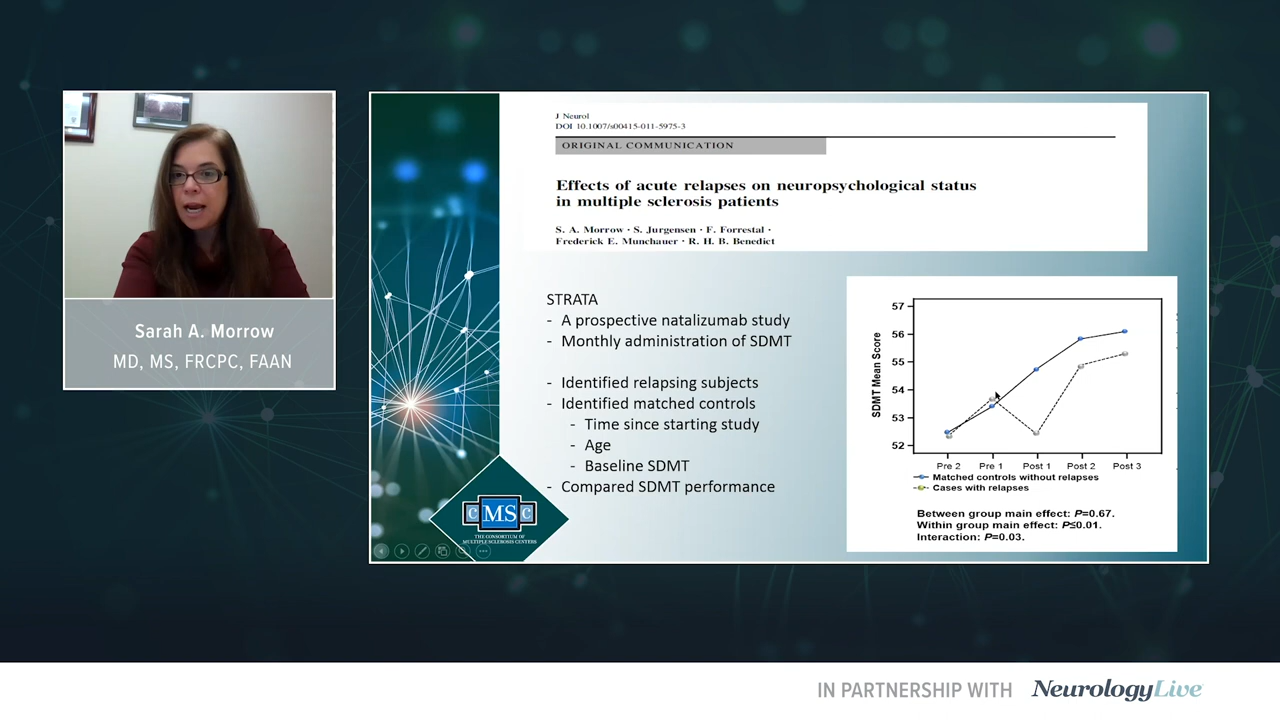 Sarah A. Morrow
MD, MS, FRCPC, FAAN
J Neurol
DOI 10.1007/s00415-011-5975-3
ORIGINAL COMMUNICATION
Effects of acute relapses on neuropsychological status
in multiple sclerosis patients
S. A. Morrow · S. Jurgensen · F. Forrestal ·
Frederick E. Munchauer · R. H. B. Benedict
STRATA
- A prospective natalizumab study
- Monthly administration of SDMT
- Identified relapsing subjects
- Identified matched controls
- Time since starting study
- Age
- Baseline SDMT
- Compared SDMT performance
SDMT Mean Score
57
56
55
54
53
52
Pre 2 Pre 1 Post 1 Post 2 Post 3
Matched controls without relapses
Cases with relapses
Between group main effect: P=0.67.
Within group main effect: P≤0.01.
Interaction: P=0.03.
CMSC
THE CONSORTIUM OF
MULTIPLE SCLEROSIS CENTERS
IN PARTNERSHIP WITH NeurologyLive